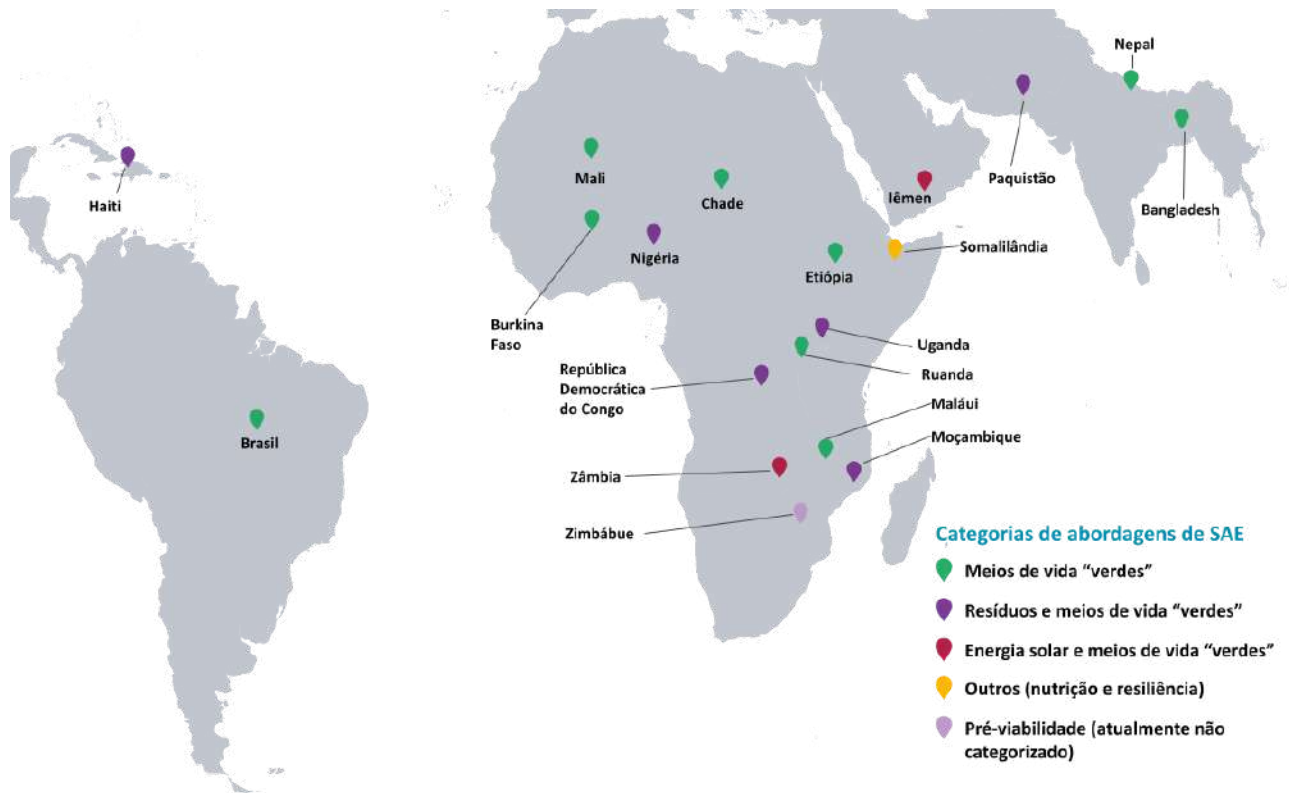 Nepal
Haiti
Mali
Chade
Iêmen
Paquistão
Bangladesh
Burkina
Faso
Nigéria
Etiópia
Somalilândia
Uganda
Ruanda
República
Democrática
do Congo
Maláui
Moçambique
Brasil
Zâmbia
Zimbábue
Categorias de abordagens de SAE
Meios de vida “verdes”
Resíduos e meios de vida “verdes”
Energia solar e meios de vida “verdes”
Outros (nutrição e resiliência)
Pré-viabilidade (atualmente não
categorizado)